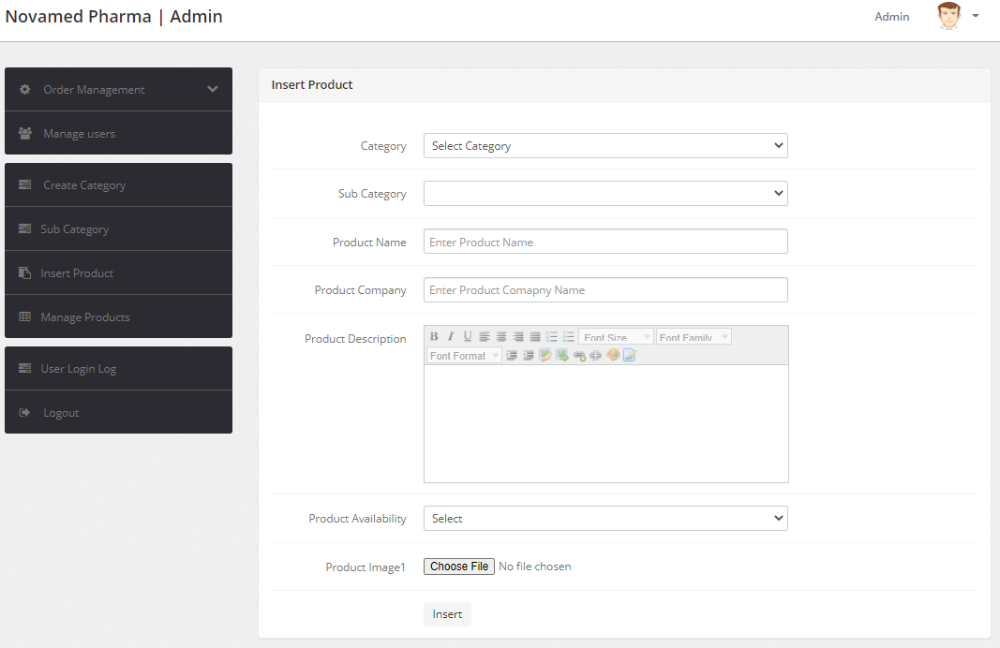 Novamed Pharma | Admin
Admin
Order Management
Manage users
Create Category
Sub Category
Insert Product
Manage Products
User Login Log
Logout
Insert Product
Category Select Category
Sub Category
Product Name Enter Product Name
Product Company Enter Product Comapny Name
Product Description B I U Font Size Font Family
Font Format
Product Availability Select
Product Image1 Choose File No file chosen
Insert